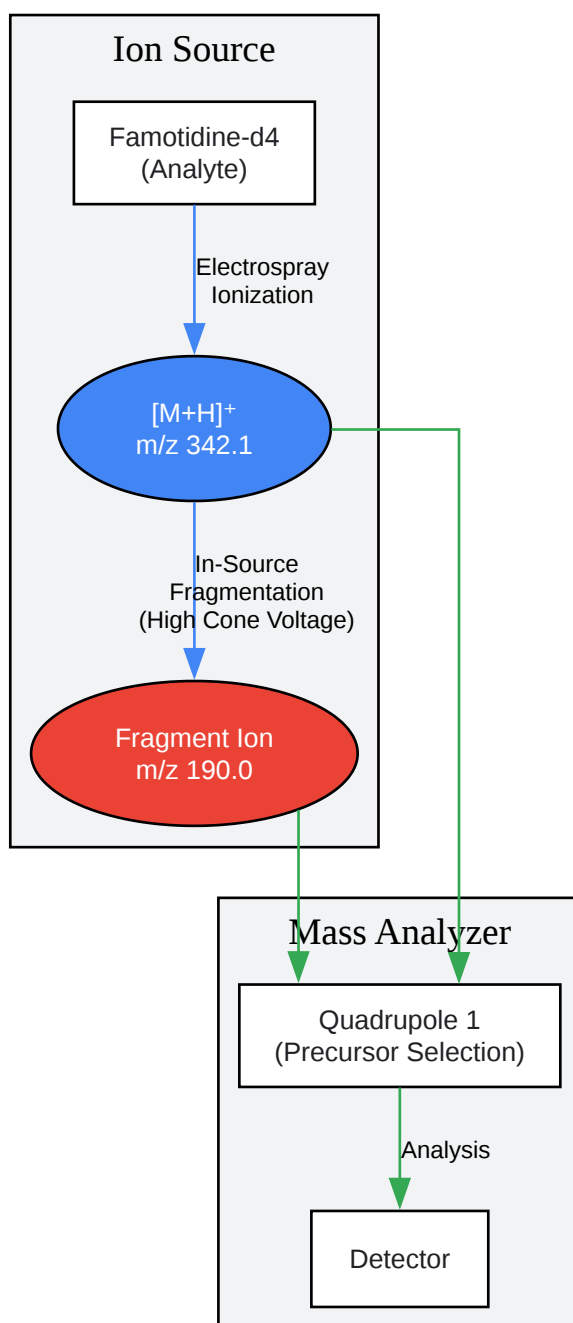 Ion Source
Famotidine-d4
(Analyte)
Electrospray
Ionization
[M+H]⁺
m/z 342.1
In-Source
Fragmentation
(High Cone Voltage)
Fragment Ion
m/z 190.0
Mass Analyzer
Quadrupole 1
(Precursor Selection)
Analysis
Detector